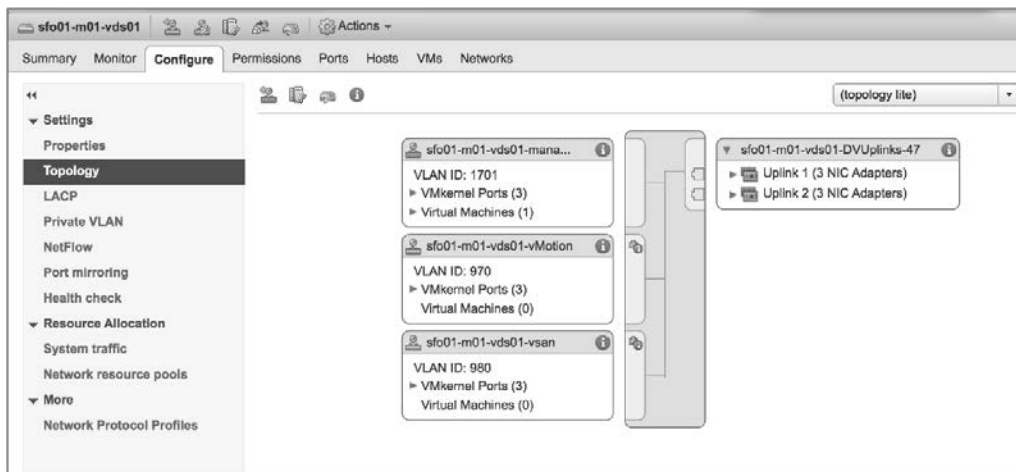 sfo01-m01-vds01 Actions
Summary Monitor Configure Permissions Ports Hosts VMs Networks
Settings
Properties
Topology
LACP
Private VLAN
NetFlow
Port mirroring
Health check
Resource Allocation
System traffic
Network resource pools
More
Network Protocol Profiles
(topology lite)
sfo01-m01-vds01-mana...
VLAN ID: 1701
VMkernel Ports (3)
Virtual Machines (1)
sfo01-m01-vds01-vMotion
VLAN ID: 970
VMkernel Ports (3)
Virtual Machines (0)
sfo01-m01-vds01-vsan
VLAN ID: 980
VMkernel Ports (3)
Virtual Machines (0)
sfo01-m01-vds01-DVUplinks-47
Uplink 1 (3 NIC Adapters)
Uplink 2 (3 NIC Adapters)